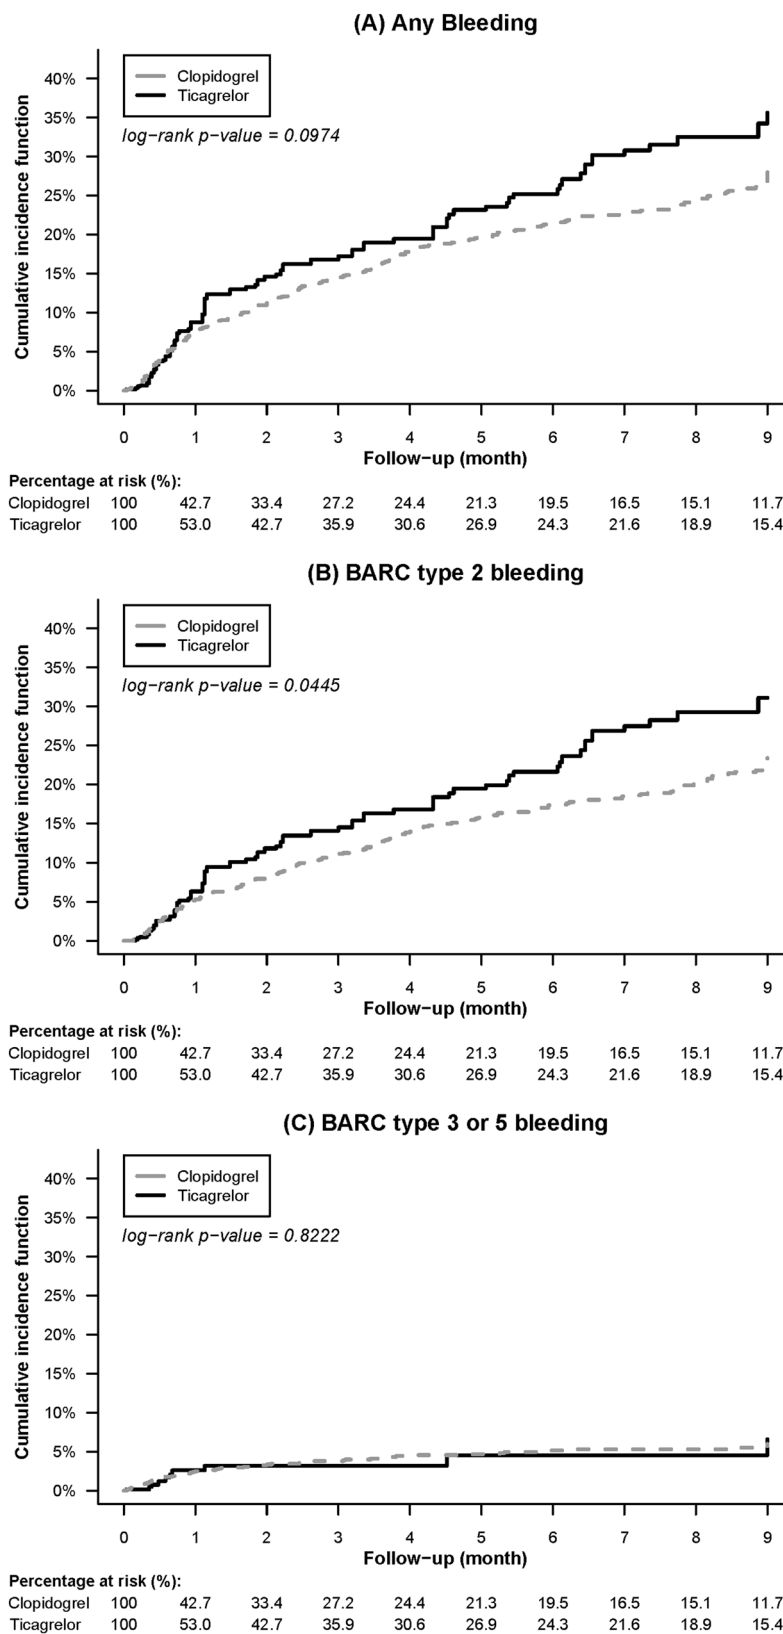 (A) Any Bleeding
Clopidogrel
Ticagrelor
log−rank p−value = 0.0974
Cumulative incidence function
40%
35%
30%
25%
20%
15%
10%
5%
0%
0 1 2 3 4 5 6 7 8 9
Follow−up (month)
Percentage at risk (%):
Clopidogrel 100 42.7 33.4 27.2 24.4 21.3 19.5 16.5 15.1 11.7
Ticagrelor 100 53.0 42.7 35.9 30.6 26.9 24.3 21.6 18.9 15.4
(B) BARC type 2 bleeding
Clopidogrel
Ticagrelor
log−rank p−value = 0.0445
Cumulative incidence function
40%
35%
30%
25%
20%
15%
10%
5%
0%
0 1 2 3 4 5 6 7 8 9
Follow−up (month)
Percentage at risk (%):
Clopidogrel 100 42.7 33.4 27.2 24.4 21.3 19.5 16.5 15.1 11.7
Ticagrelor 100 53.0 42.7 35.9 30.6 26.9 24.3 21.6 18.9 15.4
(C) BARC type 3 or 5 bleeding
Clopidogrel
Ticagrelor
log−rank p−value = 0.8222
Cumulative incidence function
40%
35%
30%
25%
20%
15%
10%
5%
0%
0 1 2 3 4 5 6 7 8 9
Follow−up (month)
Percentage at risk (%):
Clopidogrel 100 42.7 33.4 27.2 24.4 21.3 19.5 16.5 15.1 11.7
Ticagrelor 100 53.0 42.7 35.9 30.6 26.9 24.3 21.6 18.9 15.4